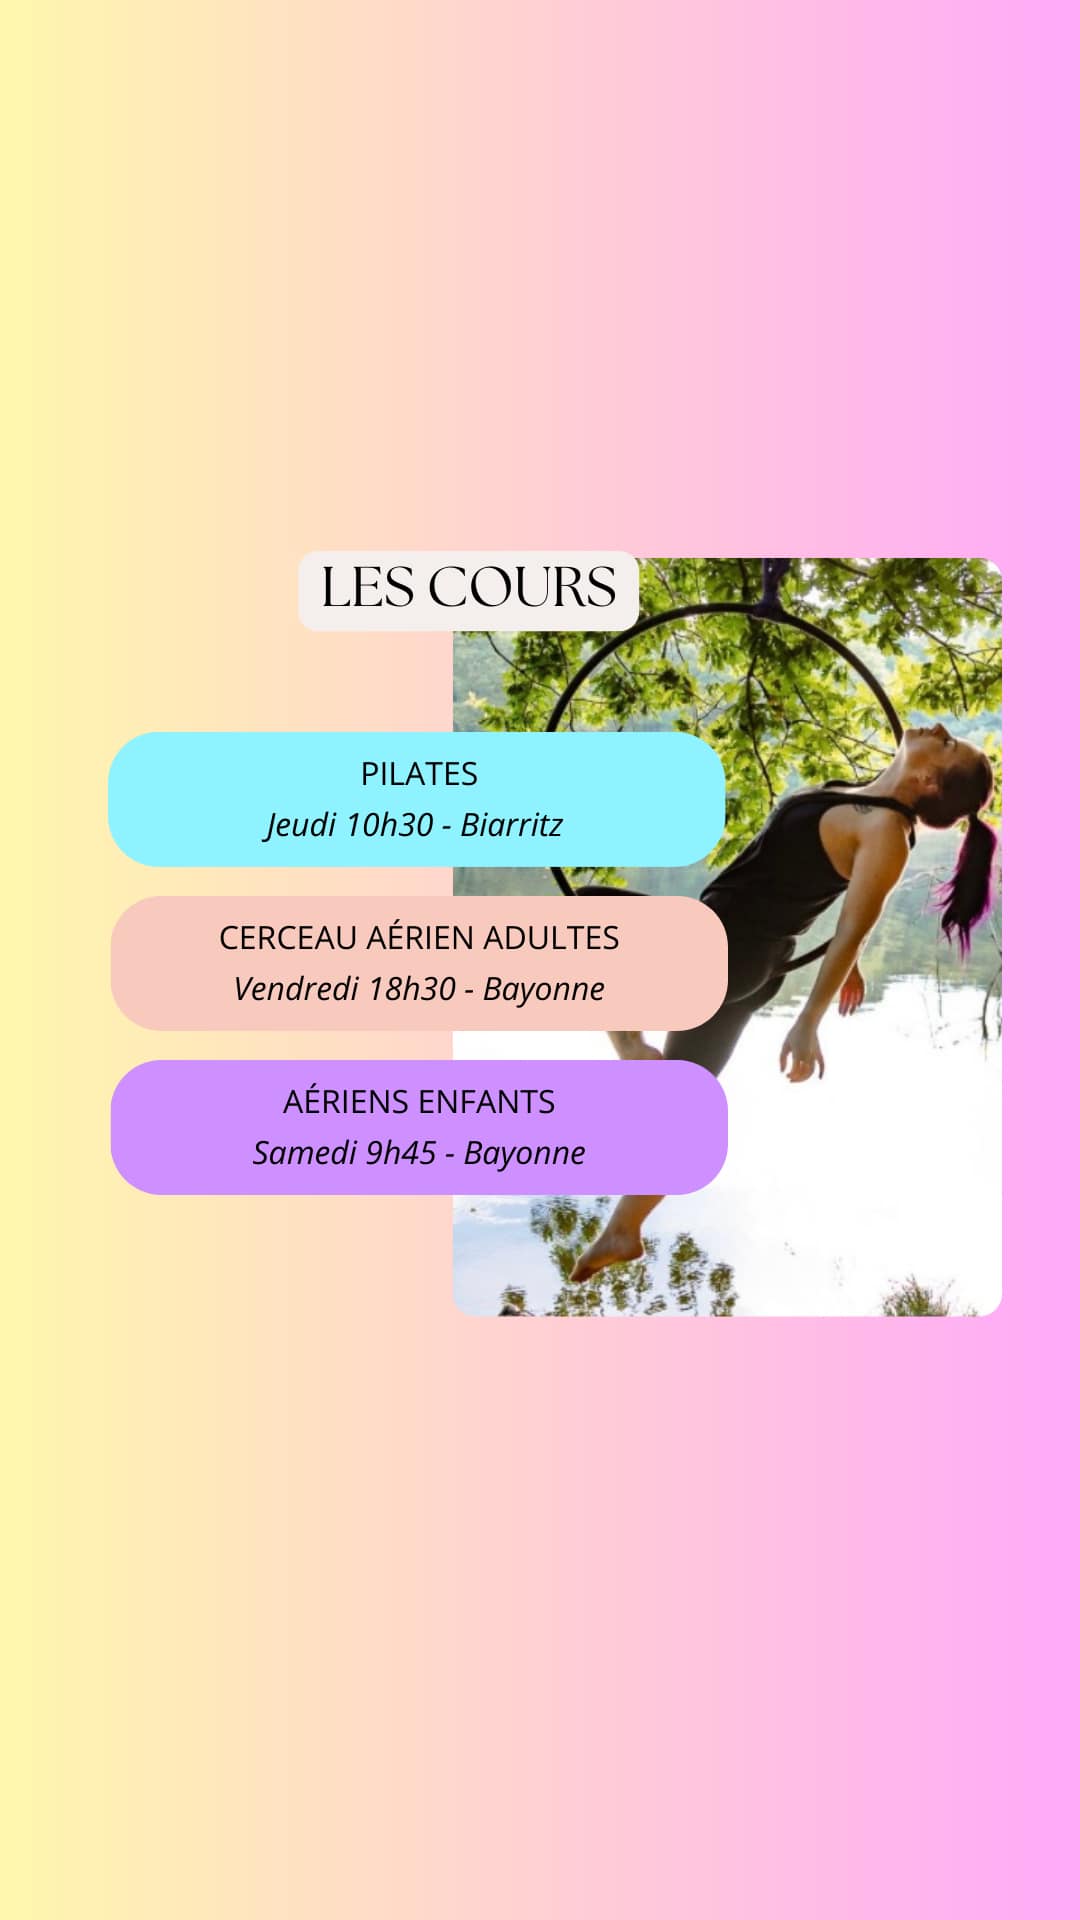 LES COURS
PILATES
Jeudi 10h30 - Biarritz
CERCEAU AÉRIEN ADULTES
Vendredi 18h30 - Bayonne
AÉRIENS ENFANTS
Samedi 9h45 - Bayonne